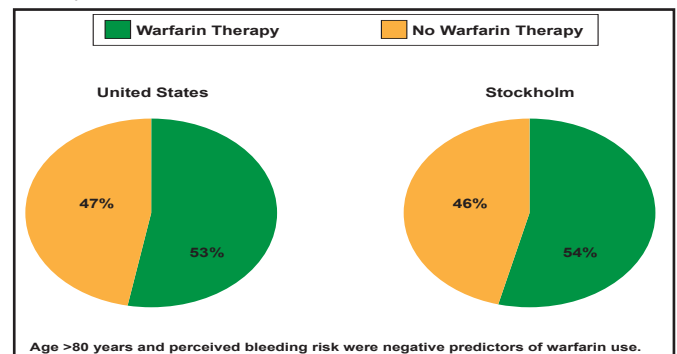 Warfarin Therapy No Warfarin Therapy
United States Stockholm
47% 46%
53% 54%
Age >80 years and perceived bleeding risk were negative predictors of warfarin use.